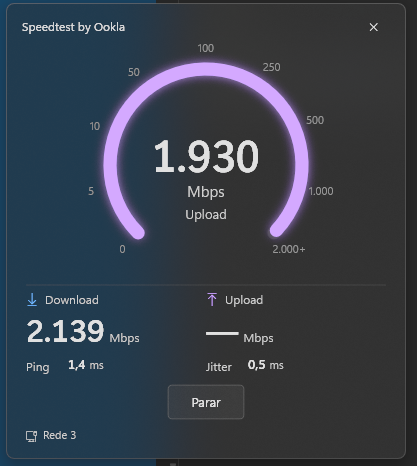 Speedtest by Ookla
100
50
250
10
500
1.930
5
Mbps
1.000
Upload
0
2.000+
Download
Upload
2.139 Mbps
— Mbps
Ping 1,4 ms
Jitter 0,5 ms
Parar
Rede 3